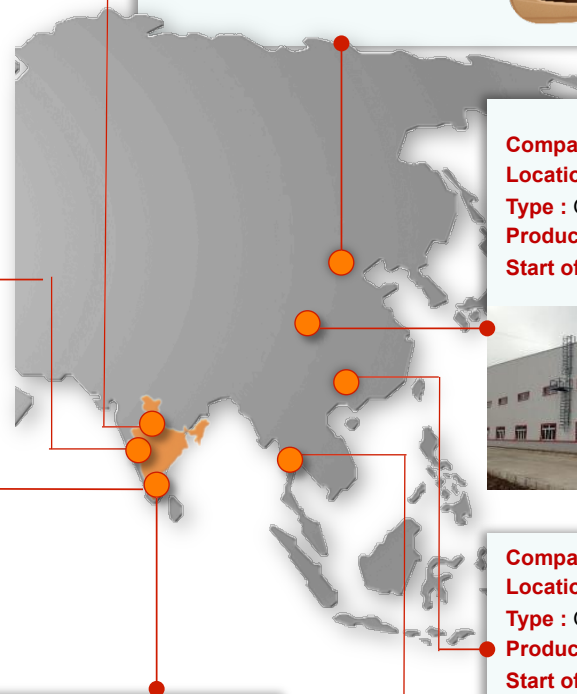 Compa
Locatio
Type : C
Produc
Start of
Compa
Locatio
Type : C
Produc
Start of